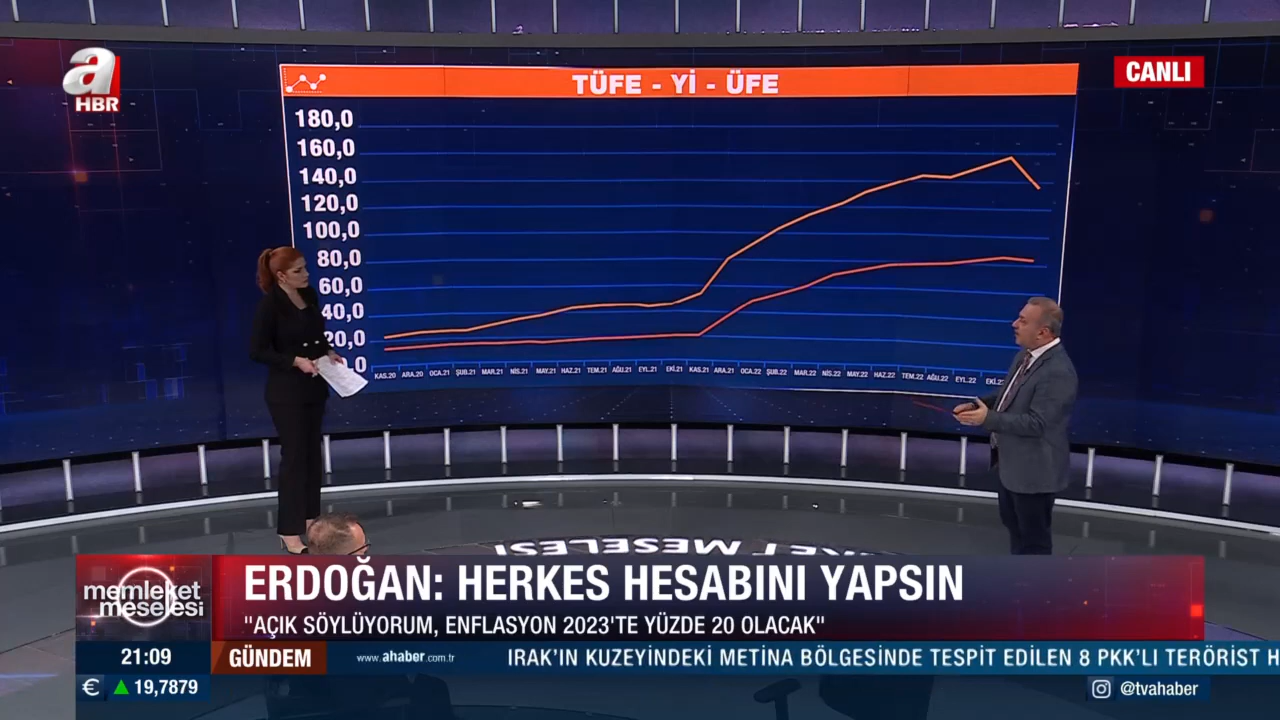 a
HBR
CANLI
TÜFE - Yİ - ÜFE
180,0
160,0
140,0
120,0
100,0
80,0
60,0
40,0
20,0
0,0
KAS.20 ARA.20 OCA.21 ŞUB.21 MAR.21 NİS.21 MAY.21 HAZ.21 TEM.21 AĞU.21 EYL.21 EKİ.21 KAS.21 ARA.21 OCA.22 ŞUB.22 MAR.22 NİS.22 MAY.22 HAZ.22 TEM.22 AĞU.22 EYL.22 EKİ.22
MEMLEKET MESELESİ
memleket
meselesi
ERDOĞAN: HERKES HESABINI YAPSIN
"AÇIK SÖYLÜYORUM, ENFLASYON 2023'TE YÜZDE 20 OLACAK"
21:09 GÜNDEM www.ahaber.com.tr IRAK'IN KUZEYİNDEKİ METİNA BÖLGESİNDE TESPİT EDİLEN 8 PKK'LI TERÖRİST H
€ 19,7879 @tvahaber